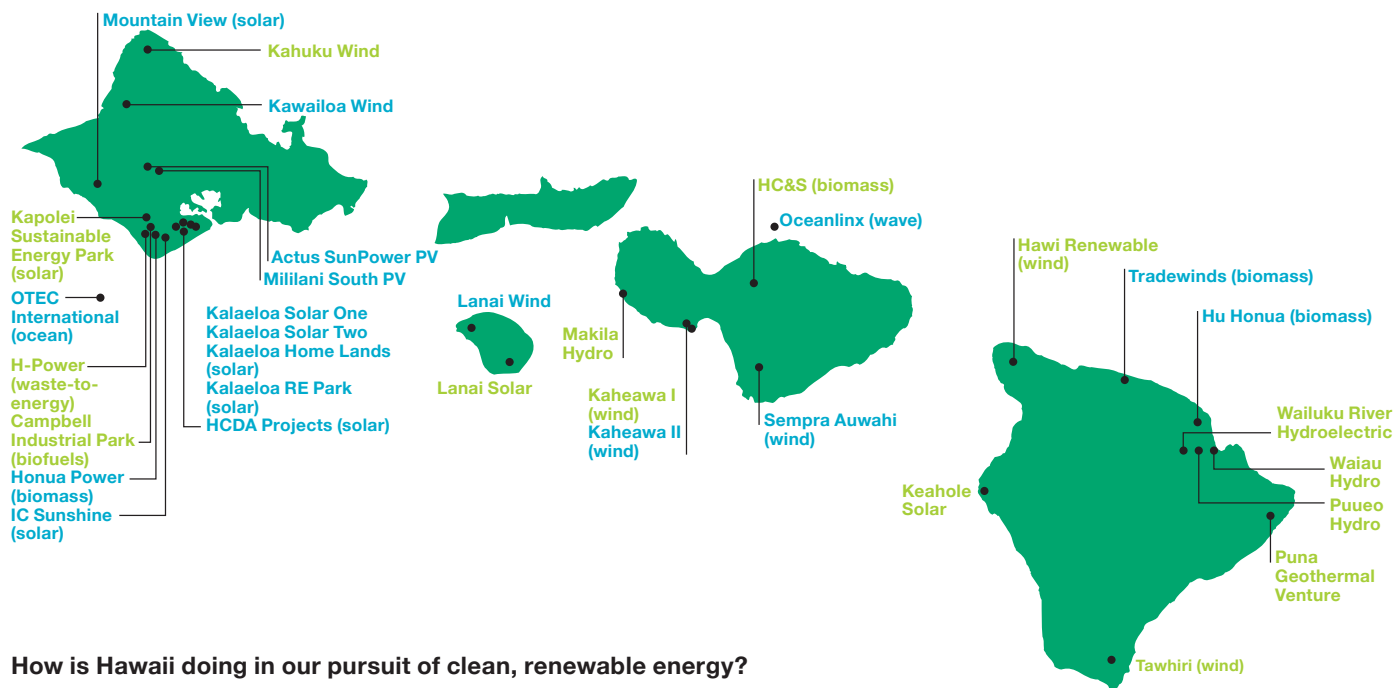 Mountain View (solar)
Kahuku Wind
Kawailoa Wind
Kapolei
Sustainable
Energy Park
(solar)
OTEC
International
(ocean)
H-Power
(waste-to-
energy)
Campbell
Industrial Park
(biofuels)
Honua Power
(biomass)
IC Sunshine
(solar)
Actus SunPower PV
Mililani South PV
Kalaeloa Solar One
Kalaeloa Solar Two
Kalaeloa Home Lands
(solar)
Kalaeloa RE Park
(solar)
HCDA Projects (solar)
Lanai Wind
Lanai Solar
HC&S (biomass)
Oceanlinx (wave)
Makila
Hydro
Kaheawa I
(wind)
Kaheawa II
(wind)
Sempra Auwahi
(wind)
Hawi Renewable
(wind)
Tradewinds (biomass)
Hu Honua (biomass)
Wailuku River
Hydroelectric
Waiau
Hydro
Puueo
Hydro
Keahole
Solar
Puna
Geothermal
Venture
Tawhiri (wind)
How is Hawaii doing in our pursuit of clean, renewable energy?